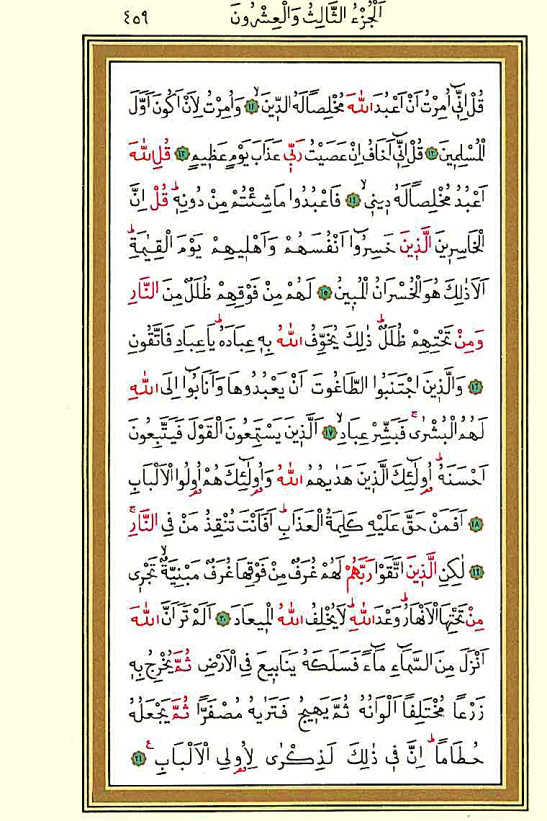 اَلْجُزْءُ الثَّالِثُ وَالْعِشْرُونَ ٤٥٩
قُلْ اِنّٖٓي اُمِرْتُ اَنْ اَعْبُدَ اللّٰهَ مُخْلِصًا لَهُ الدّٖينَۙ ﴿١١﴾ وَاُمِرْتُ لِاَنْ اَكُونَ اَوَّلَ
الْمُسْلِمٖينَ ﴿١٢﴾ قُلْ اِنّٖٓي اَخَافُ اِنْ عَصَيْتُ رَبّٖي عَذَابَ يَوْمٍ عَظٖيمٍ ﴿١٣﴾ قُلِ اللّٰهَ
اَعْبُدُ مُخْلِصًا لَهُ دٖينٖيۙ ﴿١٤﴾ فَاعْبُدُوا مَا شِئْتُمْ مِنْ دُونِهٖؕ قُلْ اِنَّ
الْخَاسِرٖينَ الَّذٖينَ خَسِرُٓوا اَنْفُسَهُمْ وَاَهْلٖيهِمْ يَوْمَ الْقِيٰمَةِؕ
اَلَا ذٰلِكَ هُوَ الْخُسْرَانُ الْمُبٖينُ ﴿١٥﴾ لَهُمْ مِنْ فَوْقِهِمْ ظُلَلٌ مِنَ النَّارِ
وَمِنْ تَحْتِهِمْ ظُلَلٌؕ ذٰلِكَ يُخَوِّفُ اللّٰهُ بِهٖ عِبَادَهُؕ يَا عِبَادِ فَاتَّقُونِ
﴿١٦﴾ وَالَّذٖينَ اجْتَنَبُوا الطَّاغُوتَ اَنْ يَعْبُدُوهَا وَاَنَابُٓوا اِلَى اللّٰهِ
لَهُمُ الْبُشْرٰىۚ فَبَشِّرْ عِبَادِۙ ﴿١٧﴾ اَلَّذٖينَ يَسْتَمِعُونَ الْقَوْلَ فَيَتَّبِعُونَ
اَحْسَنَهُؕ اُو۬لٰٓئِكَ الَّذٖينَ هَدٰيهُمُ اللّٰهُ وَاُو۬لٰٓئِكَ هُمْ اُو۬لُوا الْاَلْبَابِ
﴿١٨﴾ اَفَمَنْ حَقَّ عَلَيْهِ كَلِمَةُ الْعَذَابِؕ اَفَاَنْتَ تُنْقِذُ مَنْ فِي النَّارِۚ
﴿١٩﴾ لٰكِنِ الَّذٖينَ اتَّقَوْا رَبَّهُمْ لَهُمْ غُرَفٌ مِنْ فَوْقِهَا غُرَفٌ مَبْنِيَّةٌۙ تَجْرٖي
مِنْ تَحْتِهَا الْاَنْهَارُؕ وَعْدَ اللّٰهِؕ لَا يُخْلِفُ اللّٰهُ الْمٖيعَادَ ﴿٢٠﴾ اَلَمْ تَرَ اَنَّ اللّٰهَ
اَنْزَلَ مِنَ السَّمَٓاءِ مَٓاءً فَسَلَكَهُ يَنَابٖيعَ فِي الْاَرْضِ ثُمَّ يُخْرِجُ بِهٖ
زَرْعًا مُخْتَلِفًا اَلْوَانُهُ ثُمَّ يَهٖيجُ فَتَرٰيهُ مُصْفَرًّا ثُمَّ يَجْعَلُهُ
حُطَامًاؕ اِنَّ فٖي ذٰلِكَ لَذِكْرٰى لِاُو۬لِي الْاَلْبَابِۚ ﴿٢١﴾